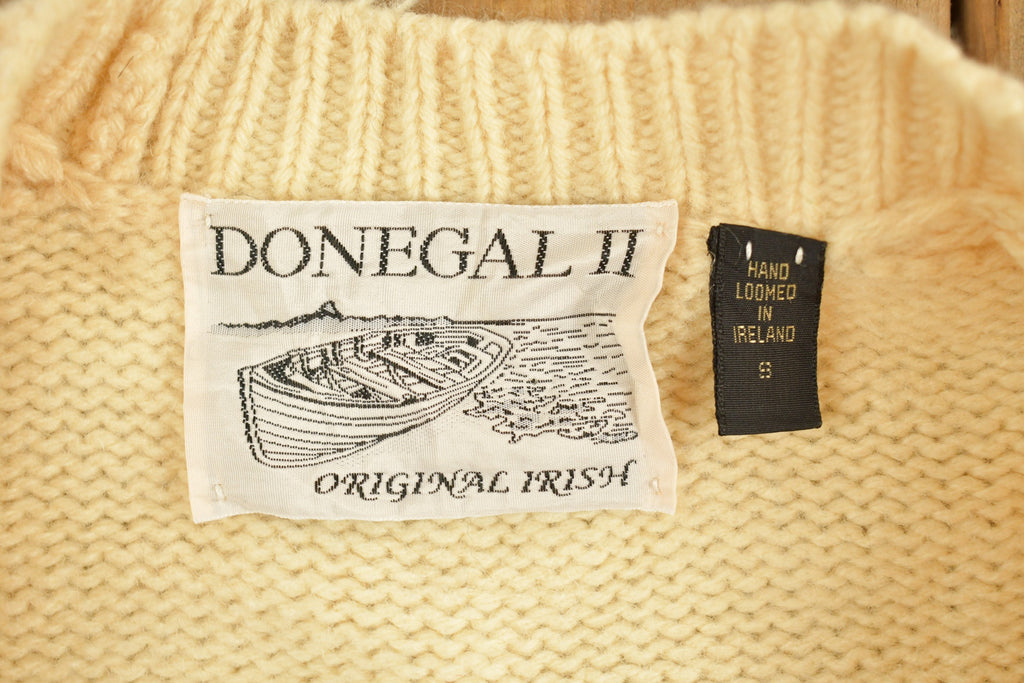 DONEGAL II
ORIGINAL IRISH
HAND
LOOMED
IN
IRELAND
S